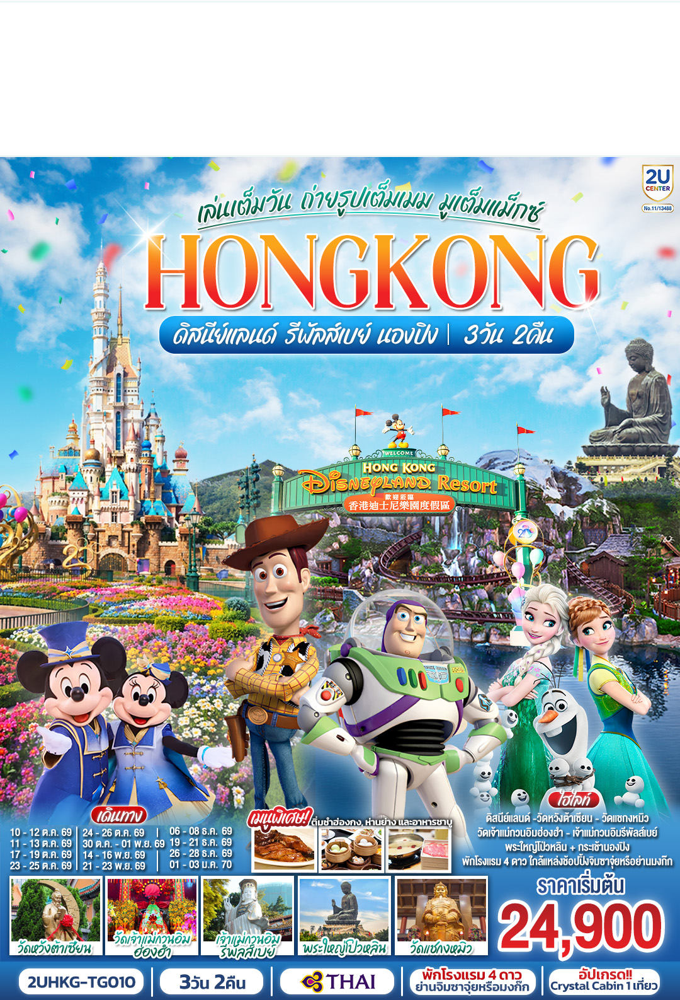 2U
CENTER
No.11/13488
เล่นเต็มวัน ถ่ายรูปเต็มเมม มูเต็มแม็กซ์
HONGKONG
ดิสนีย์แลนด์ รีพัลส์เบย์ นองปิง | 3วัน 2คืน
WELCOME
HONG KONG
DISNEYLAND Resort
歡迎蒞臨
香港迪士尼樂園度假區
เดินทาง
10 - 12 ต.ค. 69
11 - 13 ต.ค. 69
17 - 19 ต.ค. 69
23 - 25 ต.ค. 69
24 - 26 ต.ค. 69
30 ต.ค. - 01 พ.ย. 69
14 - 16 พ.ย. 69
21 - 23 พ.ย. 69
06 - 08 ธ.ค. 69
19 - 21 ธ.ค. 69
26 - 28 ธ.ค. 69
01 - 03 ม.ค. 70
เมนูพิเศษ! ติ่มซำฮ่องกง, ห่านย่าง และอาหารชาบู
ไฮไลท์
ดิสนีย์แลนด์ -วัดหวังต้าเซียน - วัดแชกงหมิว
วัดเจ้าแม่กวนอิมฮ่องฮำ - เจ้าแม่กวนอิมรีพัลส์เบย์
พระใหญ่โป่วหลิน + กระเช้านองปิง
พักโรงแรม 4 ดาว ใกล้แหล่งช้อปปิ้งจิมซาจุ่ยหรือย่านมงก๊ก
วัดหวังต้าเซียน
วัดเจ้าแม่กวนอิม
ฮ่องฮำ
เจ้าแม่กวนอิม
รีพัลส์เบย์
พระใหญ่โป่วหลิน
วัดแชกงหมิว
ราคาเริ่มต้น
24,900
2UHKG-TG010
3วัน 2คืน
THAI
พักโรงแรม 4 ดาว
ย่านจิมซาจุ่ยหรือมงก๊ก
อัปเกรด!!
Crystal Cabin 1 เที่ยว